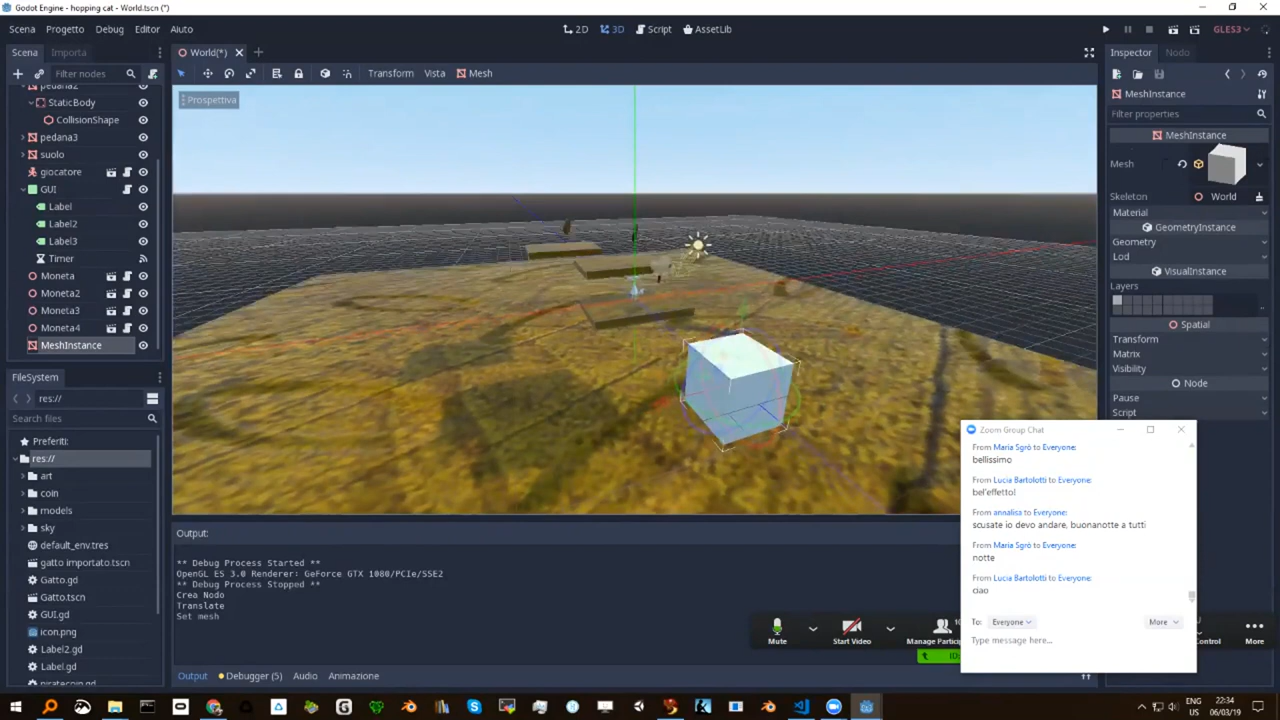 Godot Engine - hopping cat - World.tscn (*)
Scena Progetto Debug Editor Aiuto
2D 3D Script AssetLib
GLES3
Scena Importa
World(*)
Inspector Nodo
Filter nodes
Transform Vista Mesh
MeshInstance
Prospettiva
Filter properties
pedana2
StaticBody
CollisionShape
pedana3
suolo
giocatore
GUI
Label
Label2
Label3
Timer
Moneta
Moneta2
Moneta3
Moneta4
MeshInstance
MeshInstance
Mesh
Skeleton World
Material
GeometryInstance
Geometry
Lod
VisualInstance
Layers
Spatial
Transform
Matrix
Visibility
Node
Pause
Script
FileSystem
res://
Search files
Preferiti:
res://
art
coin
models
sky
default_env.tres
gatto importato.tscn
Gatto.gd
Gatto.tscn
GUI.gd
icon.png
Label2.gd
Label.gd
piratecoin.gd
Output:
** Debug Process Started **
OpenGL ES 3.0 Renderer: GeForce GTX 1080/PCIe/SSE2
** Debug Process Stopped **
Crea Nodo
Translate
Set mesh
Output Debugger (5) Audio Animazione
Zoom Group Chat
From Maria Sgrò to Everyone:
bellissimo
From Lucia Bartolotti to Everyone:
bel'effetto!
From annalisa to Everyone:
scusate io devo andare, buonanotte a tutti
From Maria Sgrò to Everyone:
notte
From Lucia Bartolotti to Everyone:
ciao
To: Everyone More
Type message here...
Mute Start Video Manage Particip
ID:
Control More
ENG
US
22:34
06/03/19